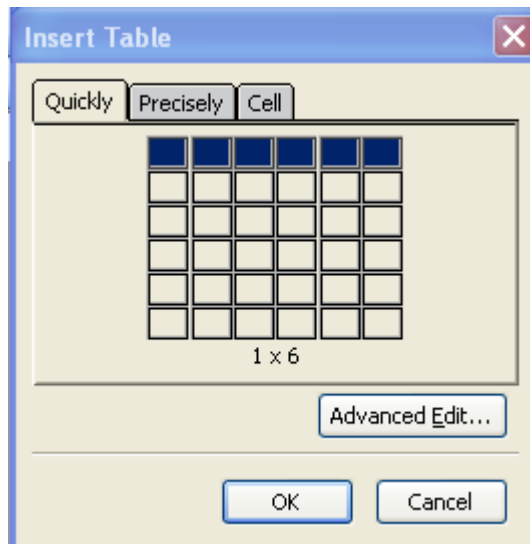 Insert Table
Quickly Precisely Cell
1 x 6
Advanced Edit...
OK Cancel